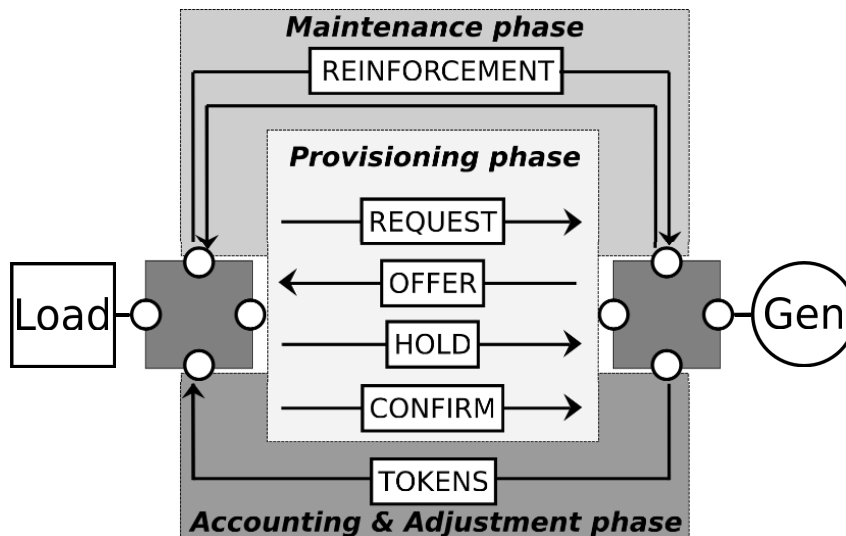 Maintenance phase
REINFORCEMENT
Provisioning phase
REQUEST
OFFER
Load
Gen
HOLD
CONFIRM
TOKENS
Accounting & Adjustment phase